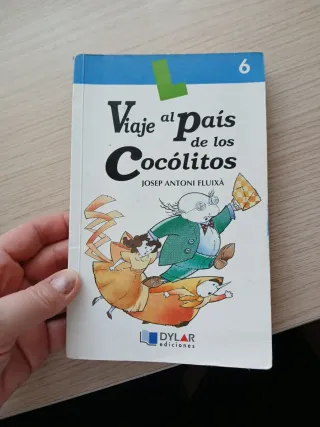 6
Viaje al país
de los
Cocólitos
JOSEP ANTONI FLUIXÀ
DYLAR
ediciones